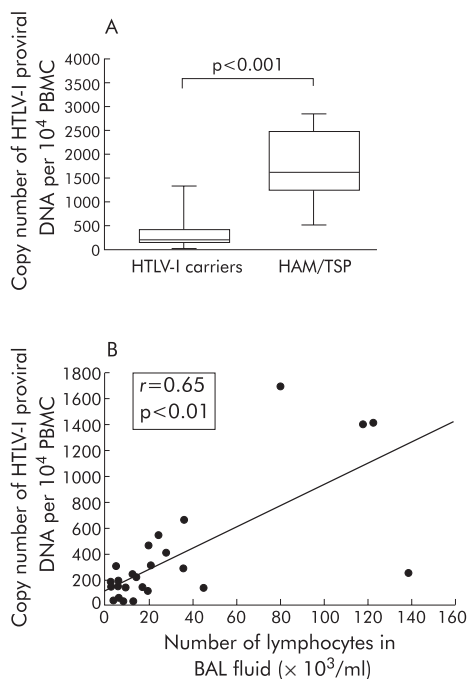 A
Copy number of HTLV-I proviral
DNA per 10⁴ PBMC
4000
3500
3000
2500
2000
1500
1000
500
0
p<0.001
HTLV-I carriers
HAM/TSP
B
Copy number of HTLV-I proviral
DNA per 10⁴ PBMC
1800
1600
1400
1200
1000
800
600
400
200
0
r=0.65
p<0.01
0 20 40 60 80 100 120 140 160
Number of lymphocytes in
BAL fluid (× 10³/ml)